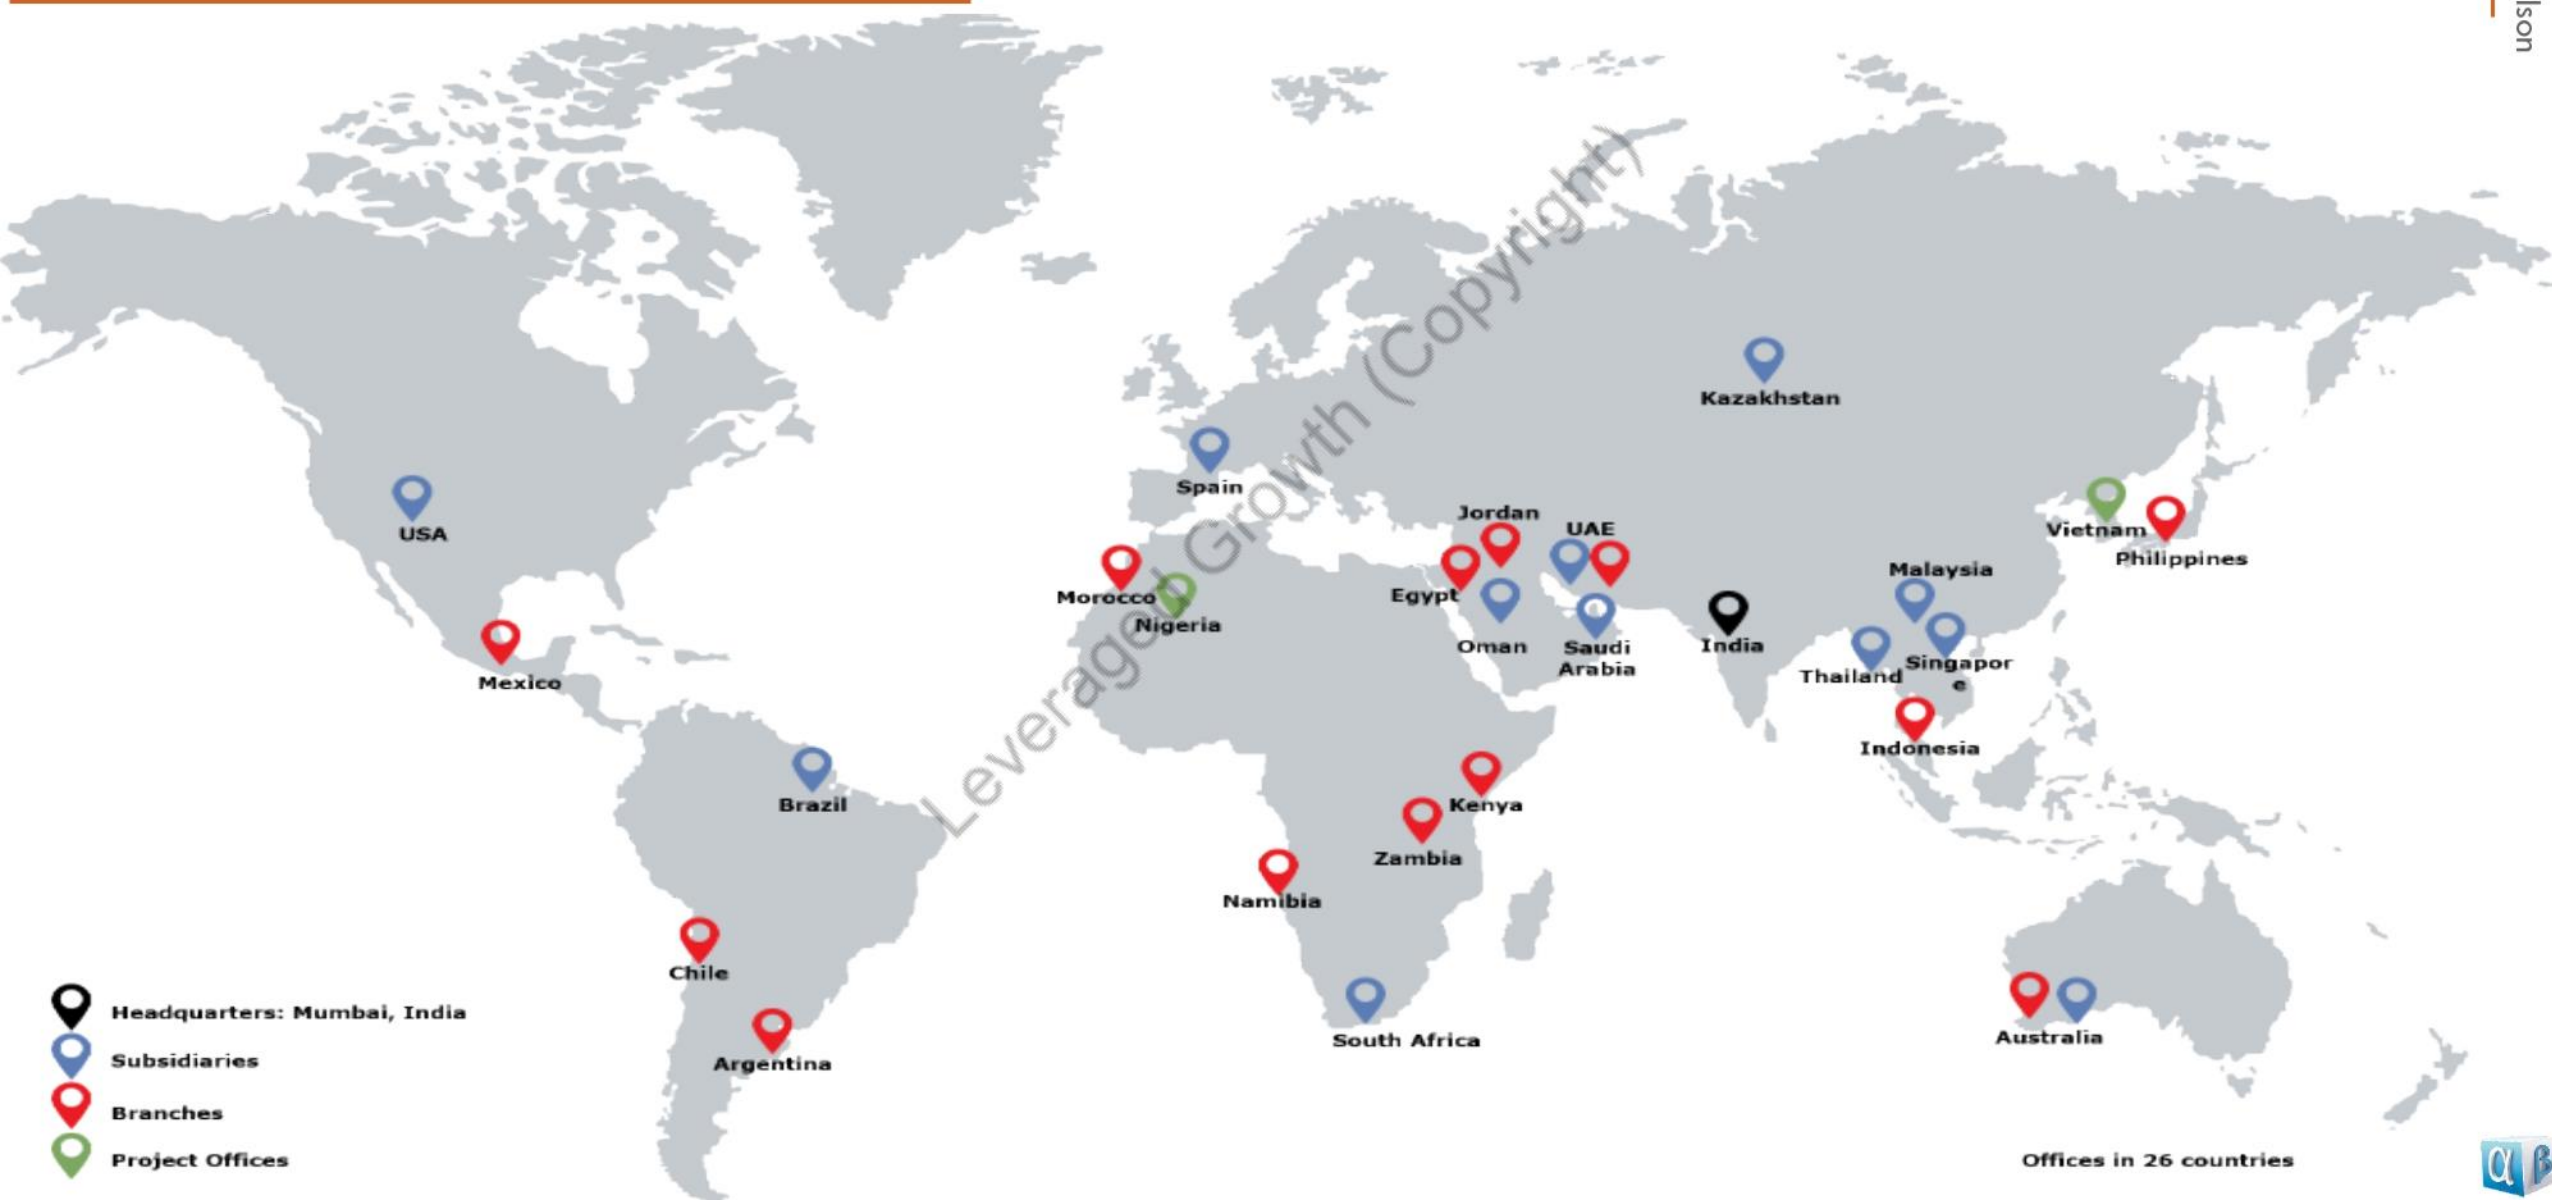 lson
Leveraged Growth (Copyright)
Kazakhstan
Spain
USA
Jordan
UAE
Vietnam
Philippines
Malaysia
Morocco
Egypt
Nigeria
Oman
Saudi
Arabia
India
Singapor
e
Thailand
Mexico
Indonesia
Brazil
Kenya
Zambia
Namibia
Chile
Headquarters: Mumbai, India
South Africa
Australia
Subsidiaries
Argentina
Branches
Project Offices
Offices in 26 countries
α β